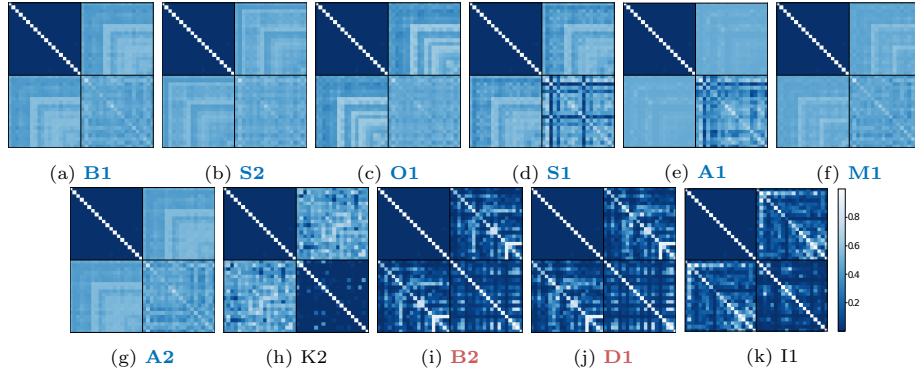 (a) B1 (b) S2 (c) O1 (d) S1 (e) A1 (f) M1
0.8
0.6
0.4
0.2
(g) A2 (h) K2 (i) B2 (j) D1 (k) I1